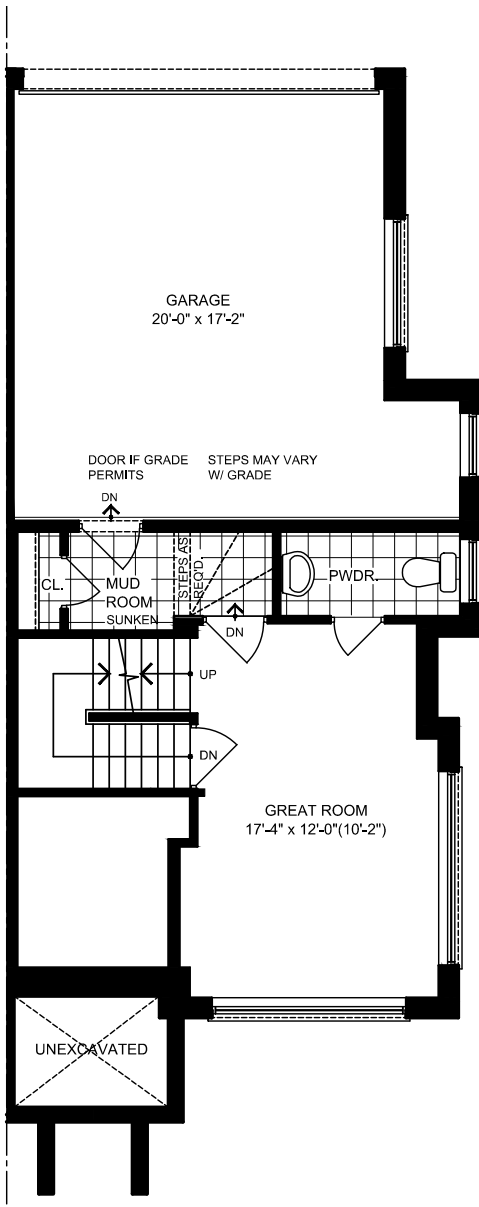 GARAGE
20'-0" x 17'-2"
DOOR IF GRADE
PERMITS
STEPS MAY VARY
W/ GRADE
DN
CL.
MUD
ROOM
SUNKEN
STEPS AS
REQ'D.
PWDR.
DN
UP
DN
GREAT ROOM
17'-4" x 12'-0"(10'-2")
UNEXCAVATED